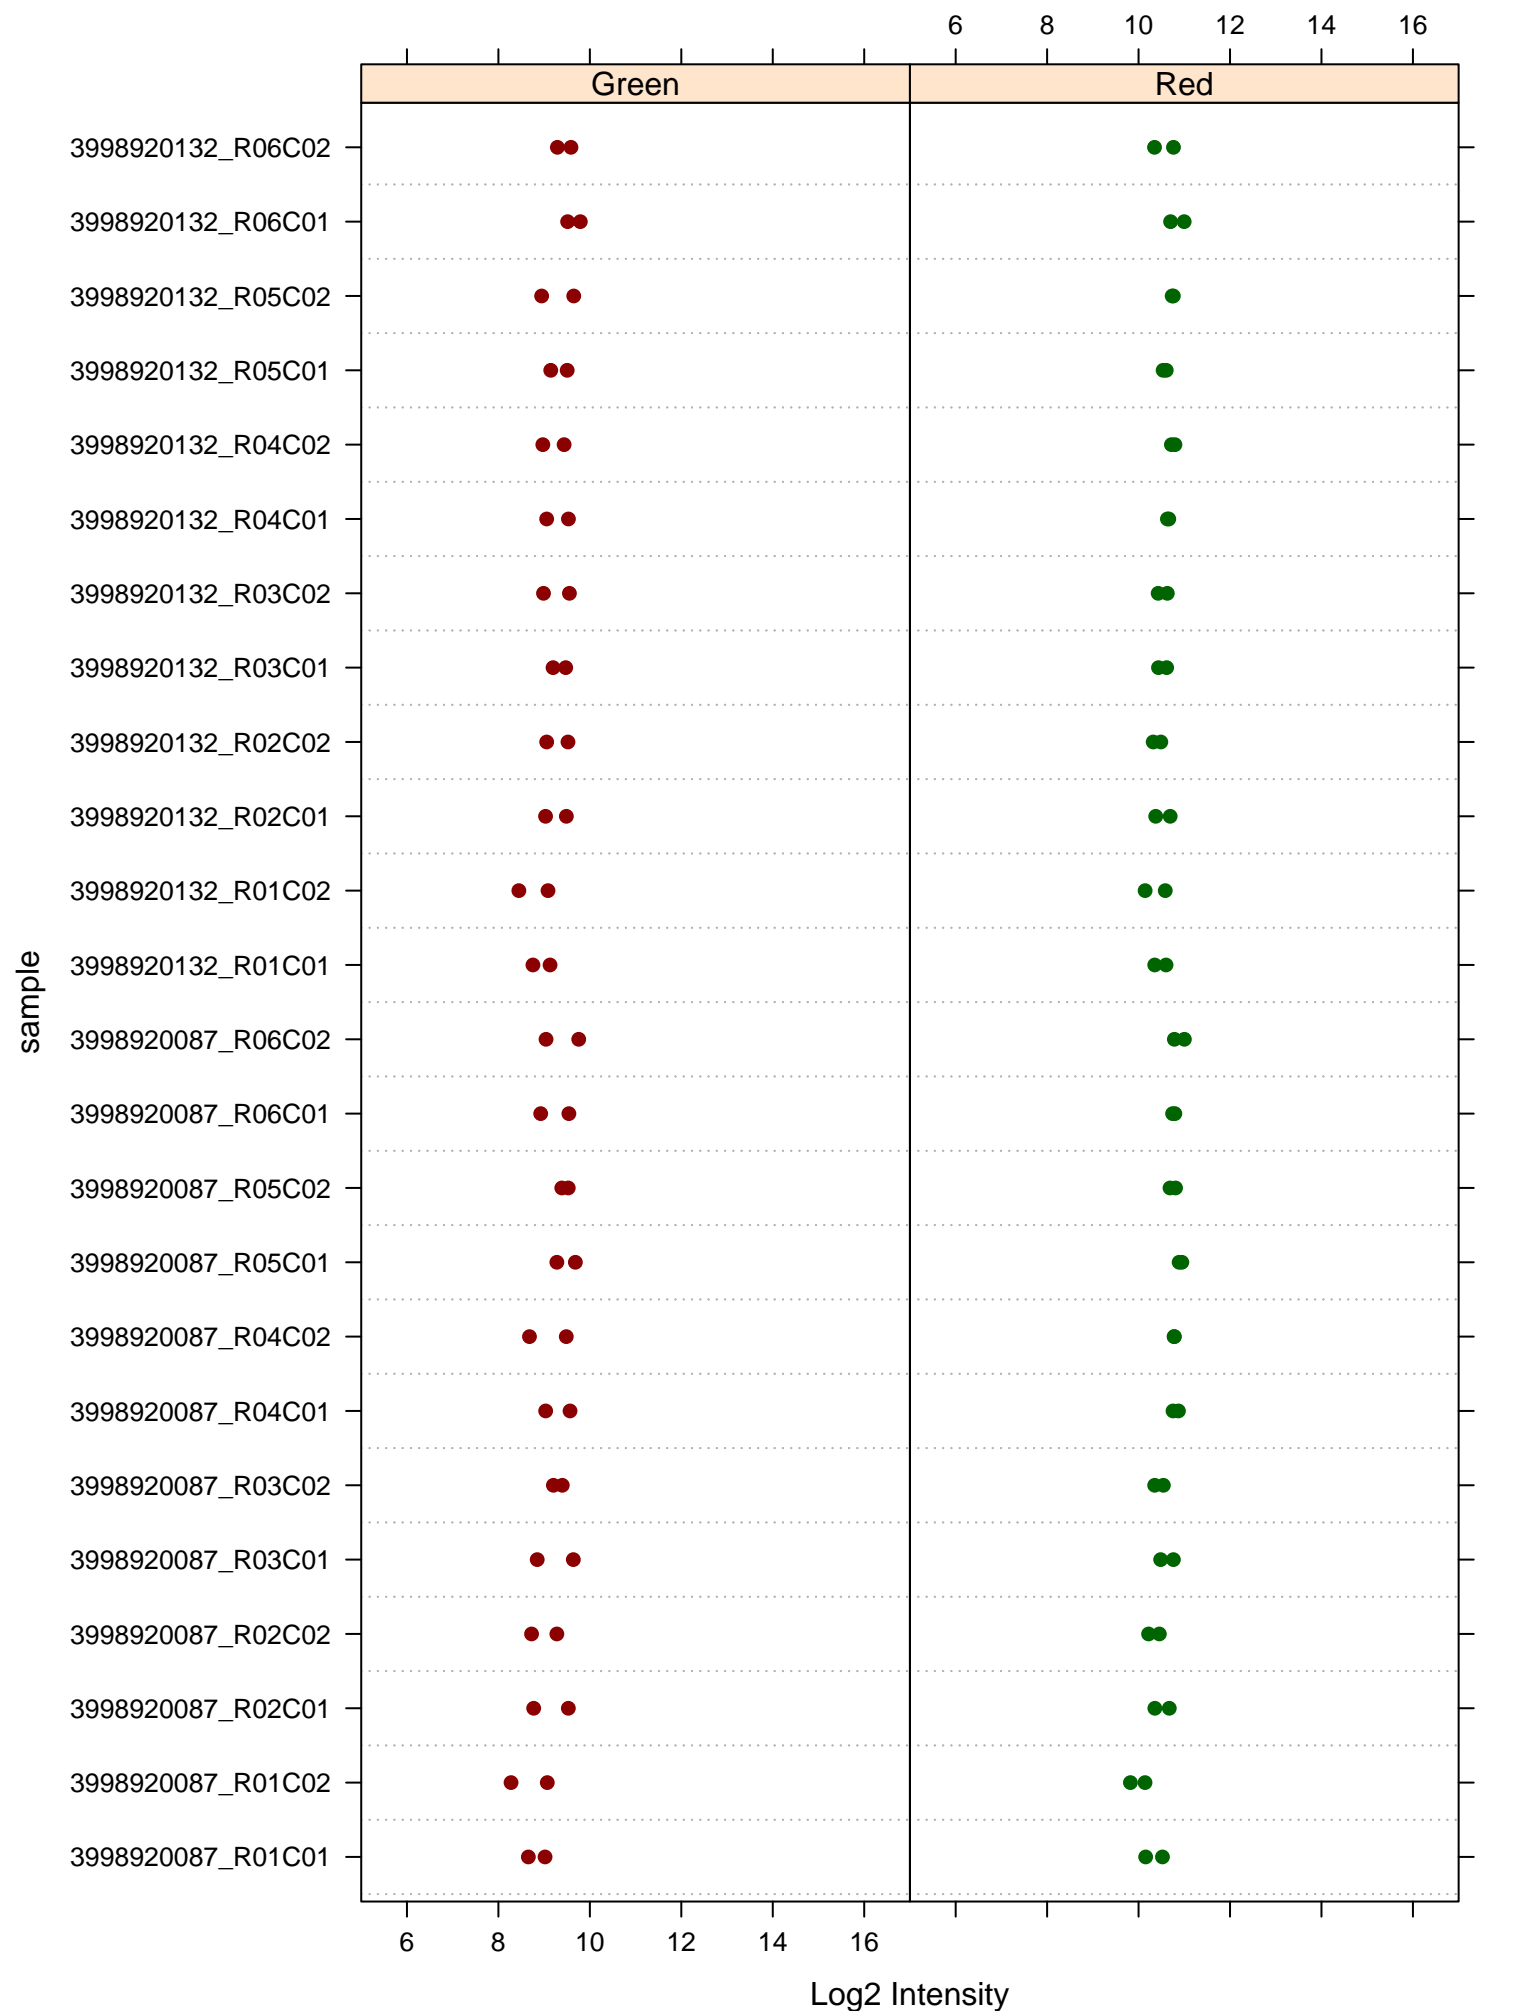 6 8 10 12 14 16
Green Red
3998920132_R06C02
3998920132_R06C01
3998920132_R05C02
3998920132_R05C01
3998920132_R04C02
3998920132_R04C01
3998920132_R03C02
3998920132_R03C01
3998920132_R02C02
3998920132_R02C01
3998920132_R01C02
3998920132_R01C01
3998920087_R06C02
3998920087_R06C01
3998920087_R05C02
3998920087_R05C01
3998920087_R04C02
3998920087_R04C01
3998920087_R03C02
3998920087_R03C01
3998920087_R02C02
3998920087_R02C01
3998920087_R01C02
3998920087_R01C01
sample
6 8 10 12 14 16
Log2 Intensity